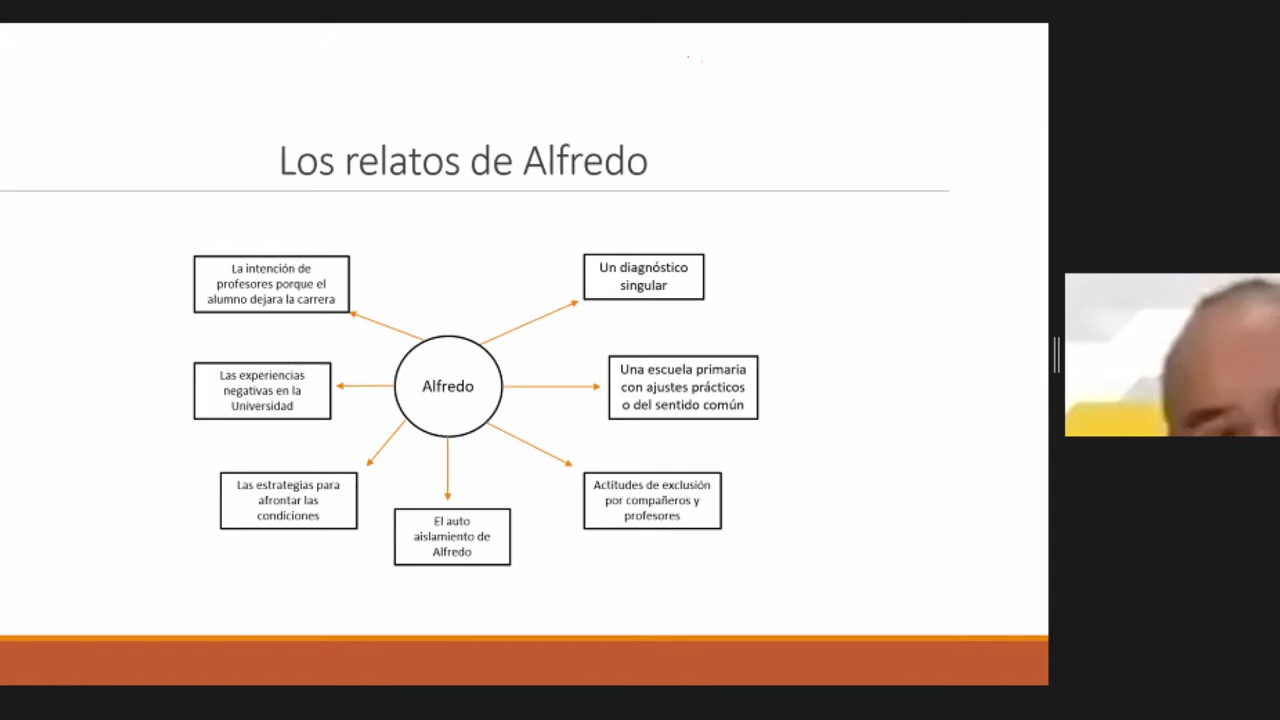 Los relatos de Alfredo
La intención de
profesores porque el
alumno dejara la carrera
Un diagnóstico
singular
Las experiencias
negativas en la
Universidad
Alfredo
Una escuela primaria
con ajustes prácticos
o del sentido común
Las estrategias para
afrontar las
condiciones
El auto
aislamiento de
Alfredo
Actitudes de exclusión
por compañeros y
profesores